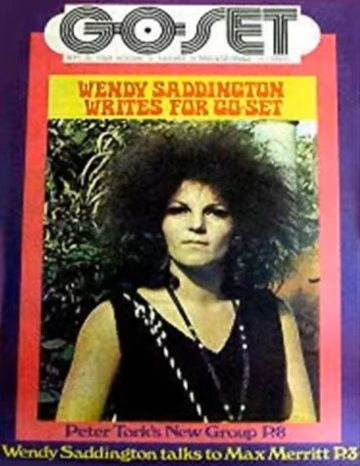 GO-SET
WENDY SADDINGTON
WRITES FOR GO-SET
Peter Tork's New Group P.8
Wendy Saddington talks to Max Merritt P.3